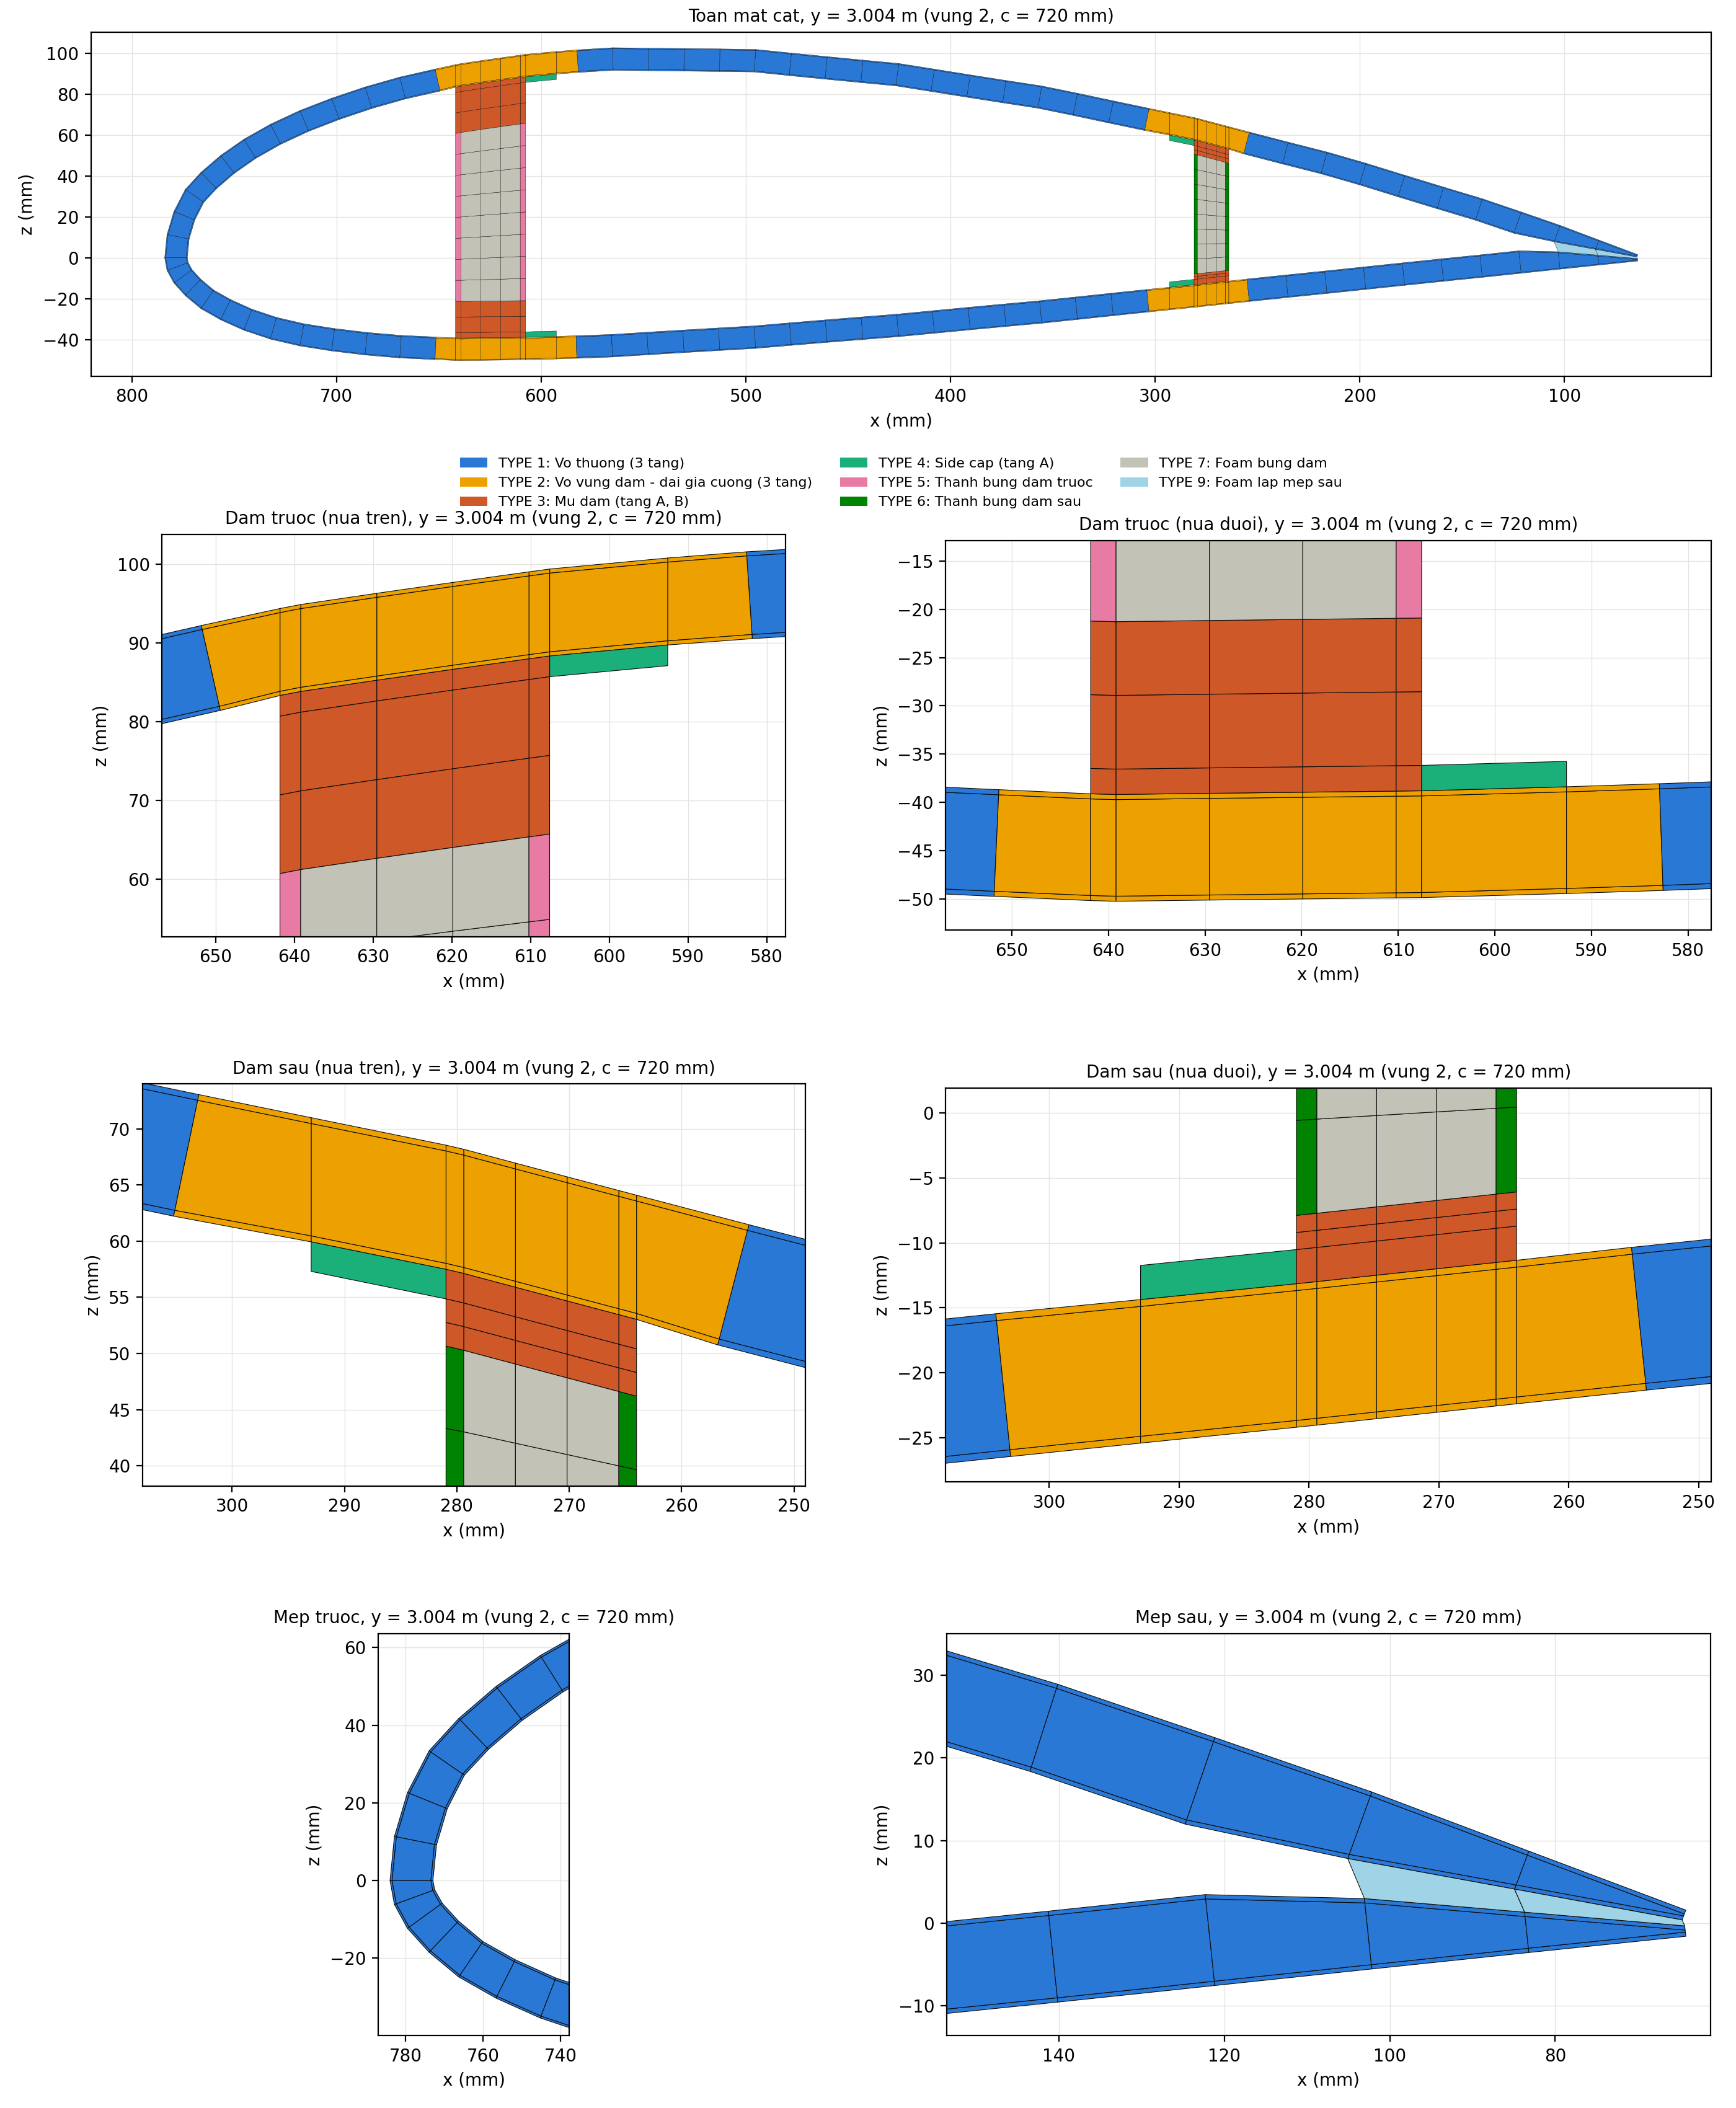 Toan mat cat, y = 3.004 m (vung 2, c = 720 mm)
100
80
60
40
20
0
−20
−40
z (mm)
800 700 600 500 400 300 200 100
x (mm)
TYPE 1: Vo thuong (3 tang)
TYPE 2: Vo vung dam - dai gia cuong (3 tang)
TYPE 3: Mu dam (tang A, B)
TYPE 4: Side cap (tang A)
TYPE 5: Thanh bung dam truoc
TYPE 6: Thanh bung dam sau
TYPE 7: Foam bung dam
TYPE 9: Foam lap mep sau
Dam truoc (nua tren), y = 3.004 m (vung 2, c = 720 mm)
100
90
80
70
60
z (mm)
650 640 630 620 610 600 590 580
x (mm)
Dam truoc (nua duoi), y = 3.004 m (vung 2, c = 720 mm)
−15
−20
−25
−30
−35
−40
−45
−50
z (mm)
650 640 630 620 610 600 590 580
x (mm)
Dam sau (nua tren), y = 3.004 m (vung 2, c = 720 mm)
70
65
60
55
50
45
40
z (mm)
300 290 280 270 260 250
x (mm)
Dam sau (nua duoi), y = 3.004 m (vung 2, c = 720 mm)
0
−5
−10
−15
−20
−25
z (mm)
300 290 280 270 260 250
x (mm)
Mep truoc, y = 3.004 m (vung 2, c = 720 mm)
60
40
20
0
−20
z (mm)
780 760 740
x (mm)
Mep sau, y = 3.004 m (vung 2, c = 720 mm)
30
20
10
0
−10
z (mm)
140 120 100 80
x (mm)